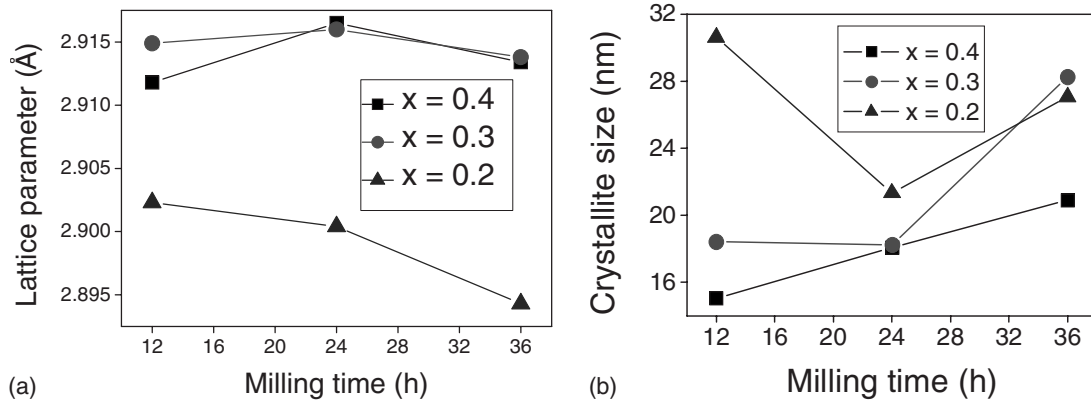 2.915
2.910
2.905
2.900
2.895
Lattice parameter (Å)
x = 0.4
x = 0.3
x = 0.2
12 16 20 24 28 32 36
Milling time (h)
(a)
32
28
24
20
16
Crystallite size (nm)
x = 0.4
x = 0.3
x = 0.2
12 16 20 24 28 32 36
Milling time (h)
(b)